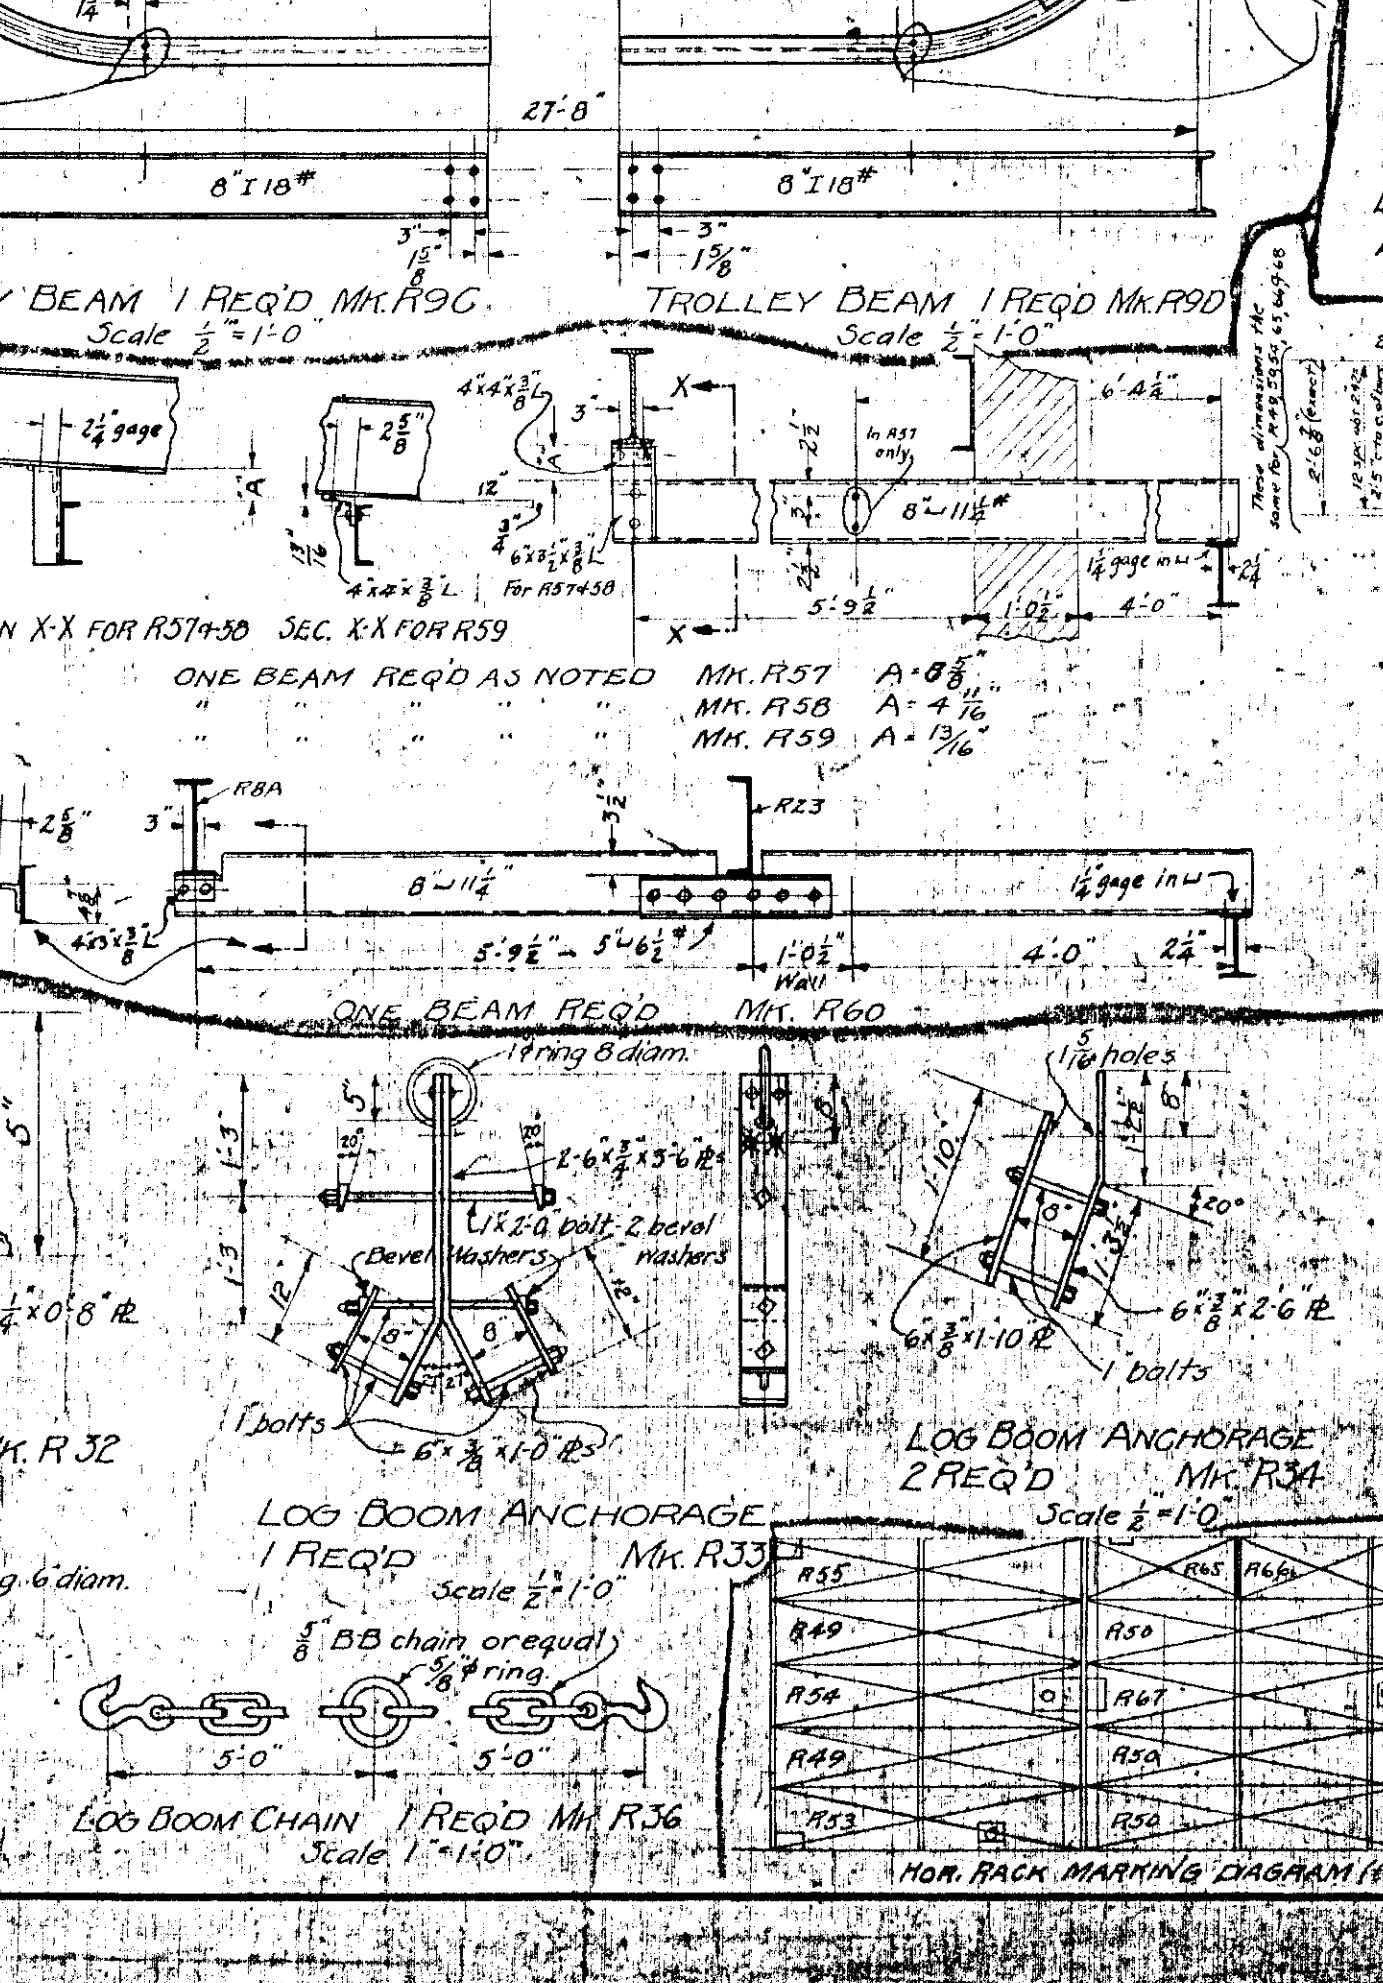 27'-8"
8" I 18#
8" I 18#
3"
1 5/8"
3"
1 5/8"
BEAM 1 REQ'D MK. R9C
Scale 1/2" = 1'-0"
TROLLEY BEAM 1 REQ'D MK. R9D
Scale 1/2" = 1'-0"
These dimensions the
same for
2 1/4" gage
"A"
2 5/8"
13/16
4"x4"x3/8" L
4"x4"x3/8" L
3"
"A"
12"
3/4"
6"x3 1/2"x3/8" L
For R57&58
X
X
2 1/2"
3"
2 1/2"
In R57
only
8"⊔11 1/4#
6'-4 1/4"
1 1/4" gage in ⊔
2 1/4"
5'-9 1/2"
1'-0 1/2"
4'-0"
N X-X FOR R57&58
SEC. X-X FOR R59
ONE BEAM REQ'D AS NOTED MK. R57 A = 8 5/8"
" " " " " MK. R58 A = 4 11/16"
" " " " " MK. R59 A = 13/16"
2 5/8"
3"
R8A
3 1/2"
R23
4 7/8
4"x3"x3/8" L
8"⊔11 1/4"
1 1/4" gage in ⊔
5'-9 1/2"
5"⊔6 1/2#
1'-0 1/2"
Wall
4'-0"
2 1/4"
ONE BEAM REQ'D MK. R60
1"φ ring 8 diam.
5"
1'-3"
1'-3"
20°
20°
2-6"x3/4"x3'-6" ℞s
1"x2'-0" bolt-2 bevel
washers
Bevel Washers
12"
12"
8"
8"
2"
2"
1" bolts
6"x3/8"x1'-0" ℞s
6"
1 5/16" holes
1'-10"
1'-2 1/2"
8"
20°
8"
1'-3 1/2"
6"x3/8"x1'-10" ℞
6"x3/8"x2'-6" ℞
1" bolts
5"
1/4"x0'-8" ℞
K. R32
LOG BOOM ANCHORAGE
1 REQ'D MK. R33
Scale 1/2" = 1'-0"
LOG BOOM ANCHORAGE
2 REQ'D MK. R34
Scale 1/2" = 1'-0"
g. 6" diam.
5/8" BB chain or equal
5/8"φ ring.
5'-0"
5'-0"
LOG BOOM CHAIN 1 REQ'D MK R36
Scale 1" = 1'-0"
R55
R65
R66
R49
R50
R54
R67
R49
R50
R53
R50
HOR. RACK MARKING DIAGRAM